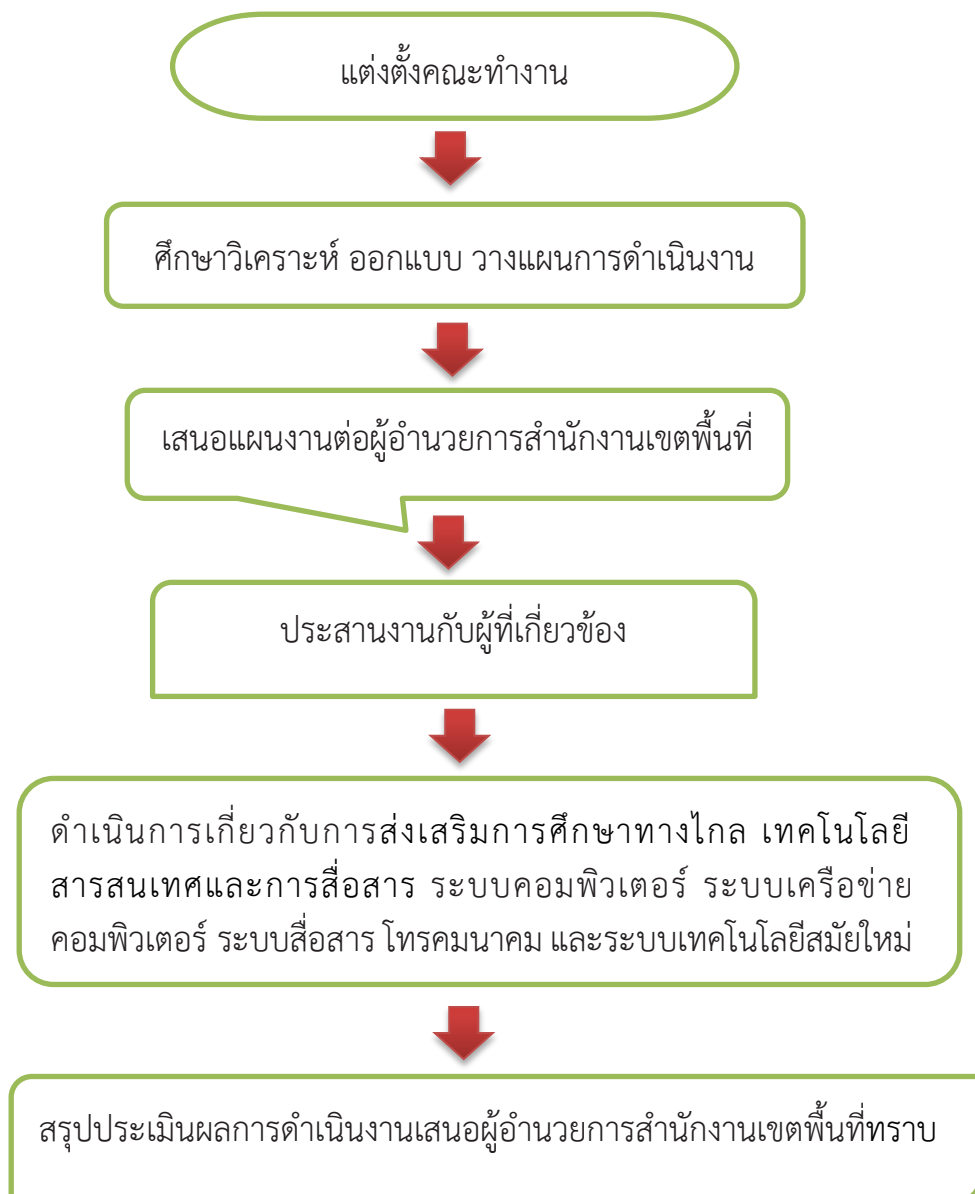 แต่งตั้งคณะทำงาน
ศึกษาวิเคราะห์ ออกแบบ วางแผนการดำเนินงาน
เสนอแผนงานต่อผู้อำนวยการสำนักงานเขตพื้นที่
ประสานงานกับผู้ที่เกี่ยวข้อง
ดำเนินการเกี่ยวกับการส่งเสริมการศึกษาทางไกล เทคโนโลยี
สารสนเทศและการสื่อสาร ระบบคอมพิวเตอร์ ระบบเครือข่าย
คอมพิวเตอร์ ระบบสื่อสาร โทรคมนาคม และระบบเทคโนโลยีสมัยใหม่
สรุปประเมินผลการดำเนินงานเสนอผู้อำนวยการสำนักงานเขตพื้นที่ทราบ